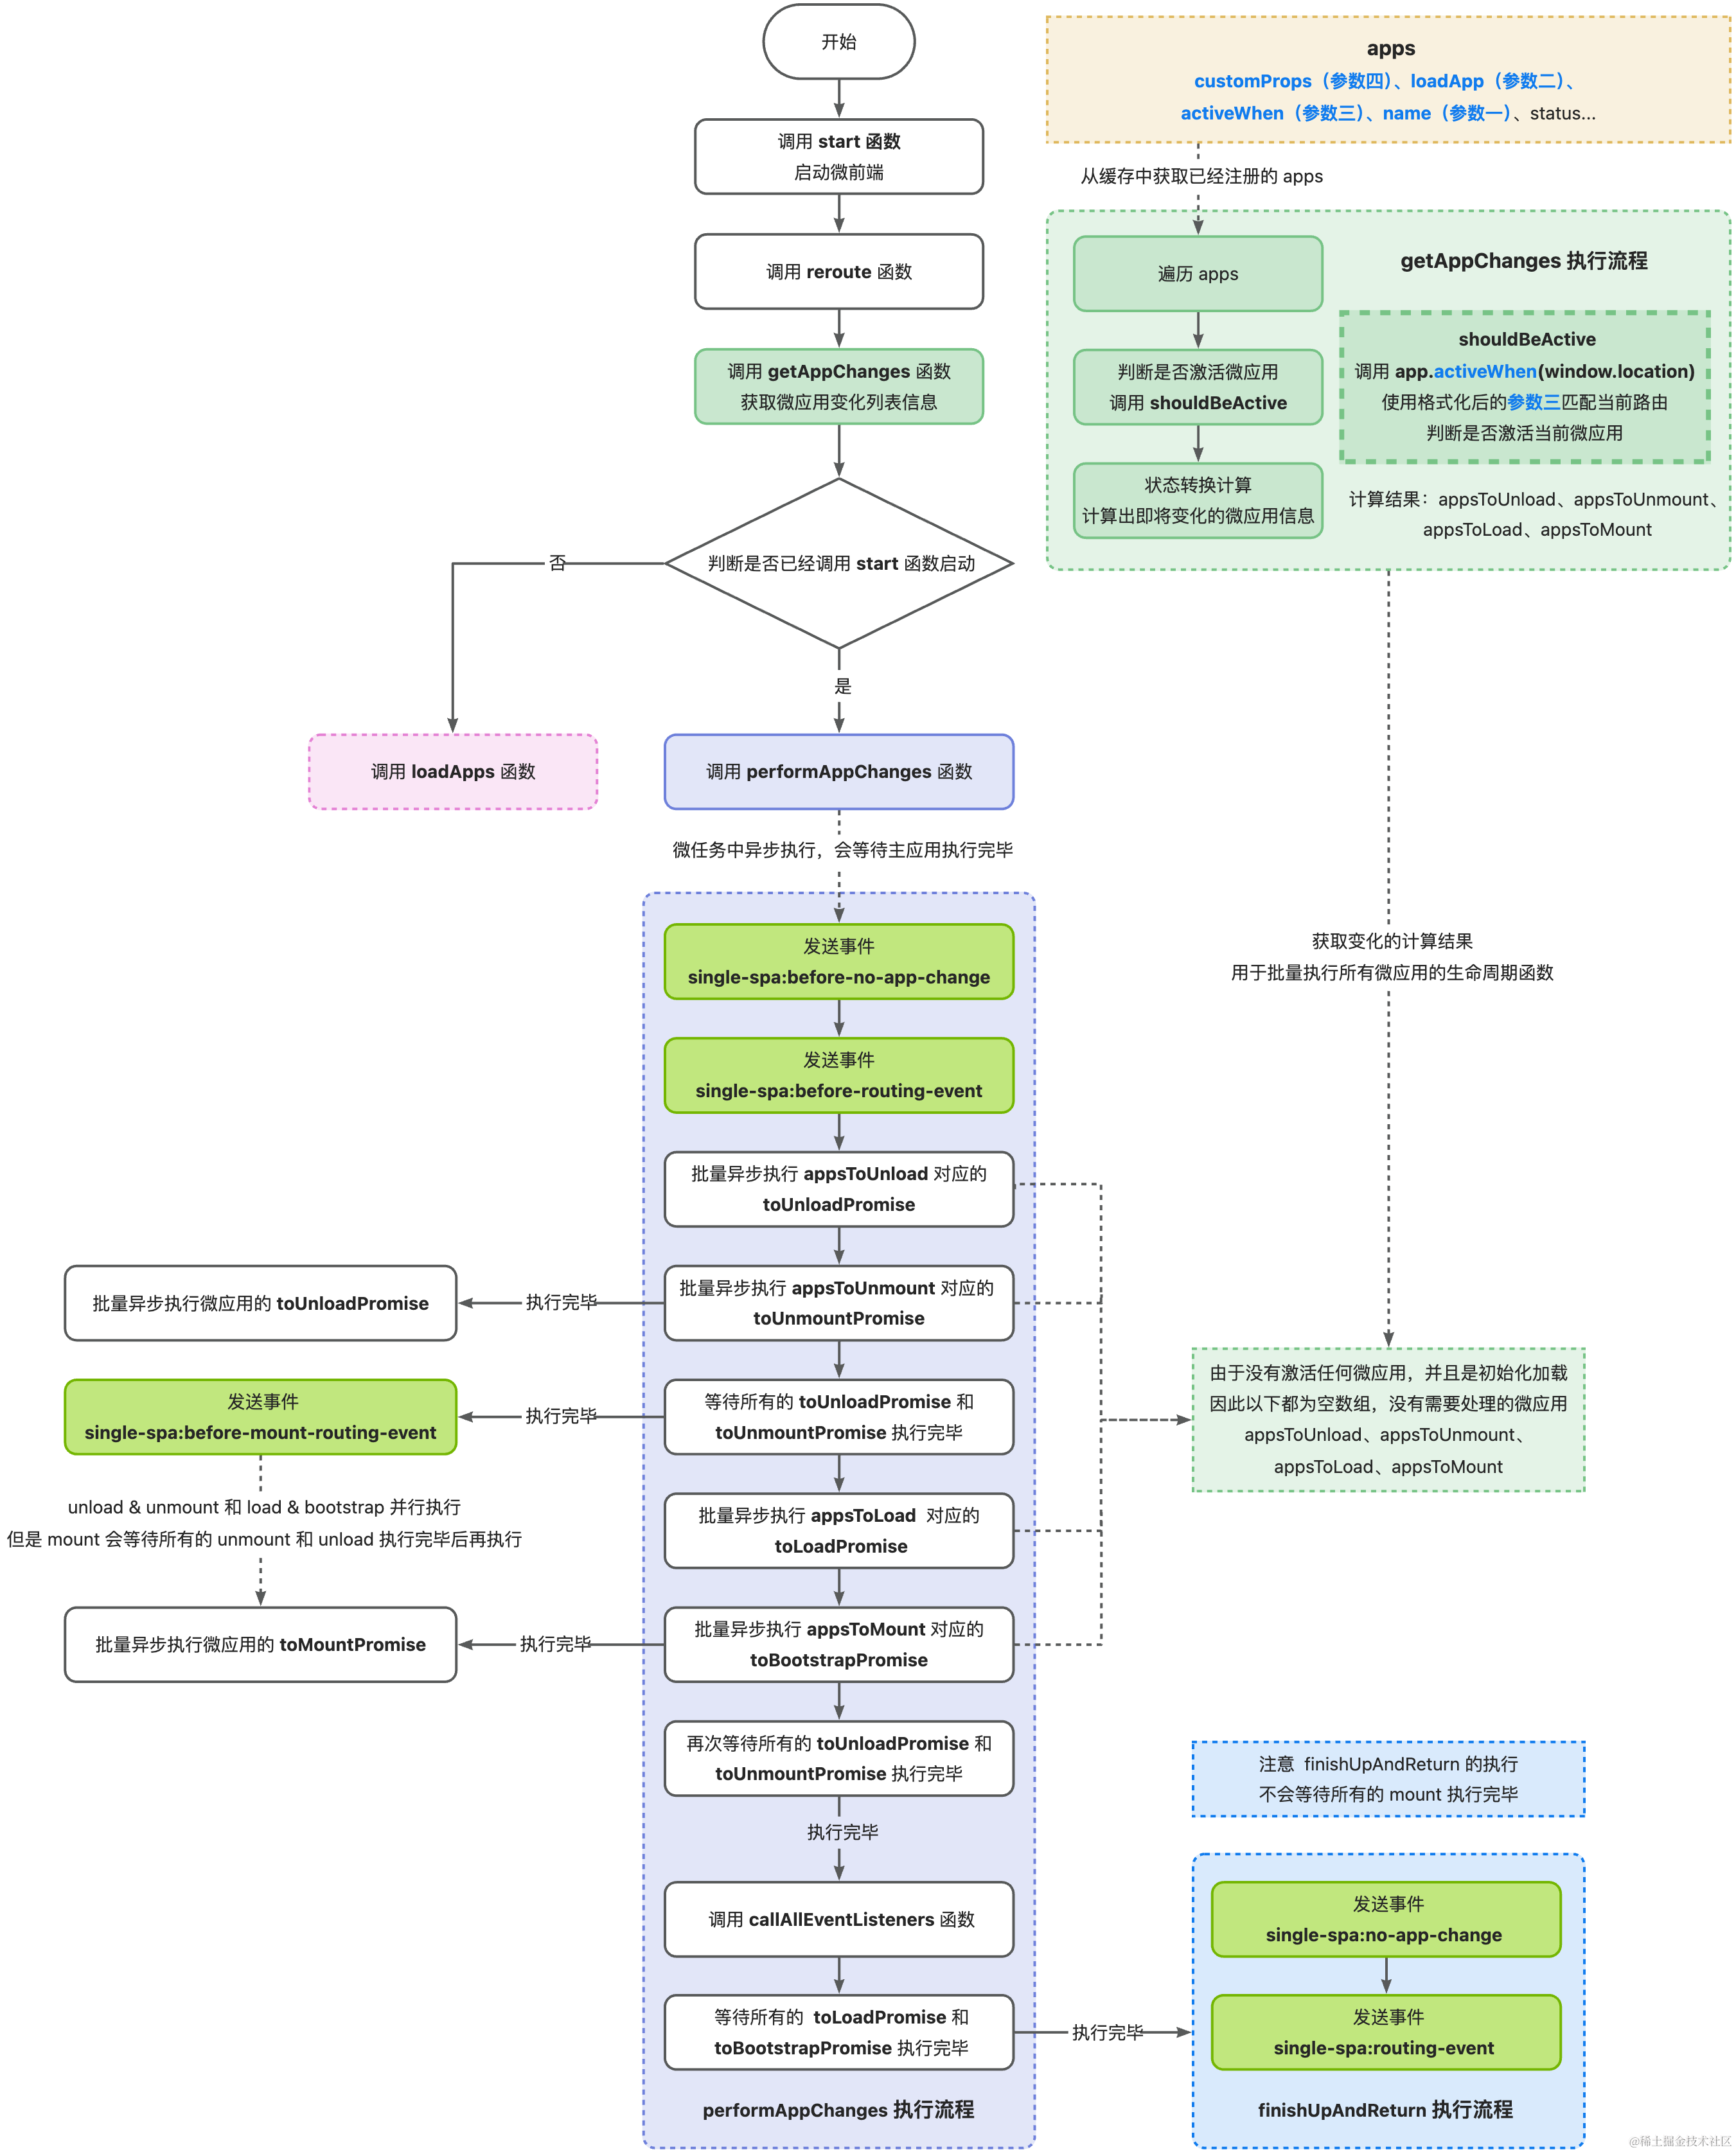 开始
调用 start 函数
启动微前端
调用 reroute 函数
调用 getAppChanges 函数
获取微应用变化列表信息
判断是否已经调用 start 函数启动
否
是
调用 loadApps 函数
调用 performAppChanges 函数
apps
customProps（参数四）、loadApp（参数二）、
activeWhen（参数三）、name（参数一）、status...
从缓存中获取已经注册的 apps
getAppChanges 执行流程
遍历 apps
判断是否激活微应用
调用 shouldBeActive
状态转换计算
计算出即将变化的微应用信息
shouldBeActive
调用 app.activeWhen(window.location)
使用格式化后的参数三匹配当前路由
判断是否激活当前微应用
计算结果：appsToUnload、appsToUnmount、
appsToLoad、appsToMount
微任务中异步执行，会等待主应用执行完毕
发送事件
single-spa:before-no-app-change
发送事件
single-spa:before-routing-event
批量异步执行 appsToUnload 对应的
toUnloadPromise
批量异步执行 appsToUnmount 对应的
toUnmountPromise
执行完毕
批量异步执行微应用的 toUnloadPromise
等待所有的 toUnloadPromise 和
toUnmountPromise 执行完毕
执行完毕
发送事件
single-spa:before-mount-routing-event
unload & unmount 和 load & bootstrap 并行执行
但是 mount 会等待所有的 unmount 和 unload 执行完毕后再执行
批量异步执行 appsToLoad 对应的
toLoadPromise
批量异步执行 appsToMount 对应的
toBootstrapPromise
执行完毕
批量异步执行微应用的 toMountPromise
再次等待所有的 toUnloadPromise 和
toUnmountPromise 执行完毕
执行完毕
调用 callAllEventListeners 函数
等待所有的 toLoadPromise 和
toBootstrapPromise 执行完毕
performAppChanges 执行流程
执行完毕
获取变化的计算结果
用于批量执行所有微应用的生命周期函数
由于没有激活任何微应用，并且是初始化加载
因此以下都为空数组，没有需要处理的微应用
appsToUnload、appsToUnmount、
appsToLoad、appsToMount
注意 finishUpAndReturn 的执行
不会等待所有的 mount 执行完毕
发送事件
single-spa:no-app-change
发送事件
single-spa:routing-event
finishUpAndReturn 执行流程
@稀土掘金技术社区